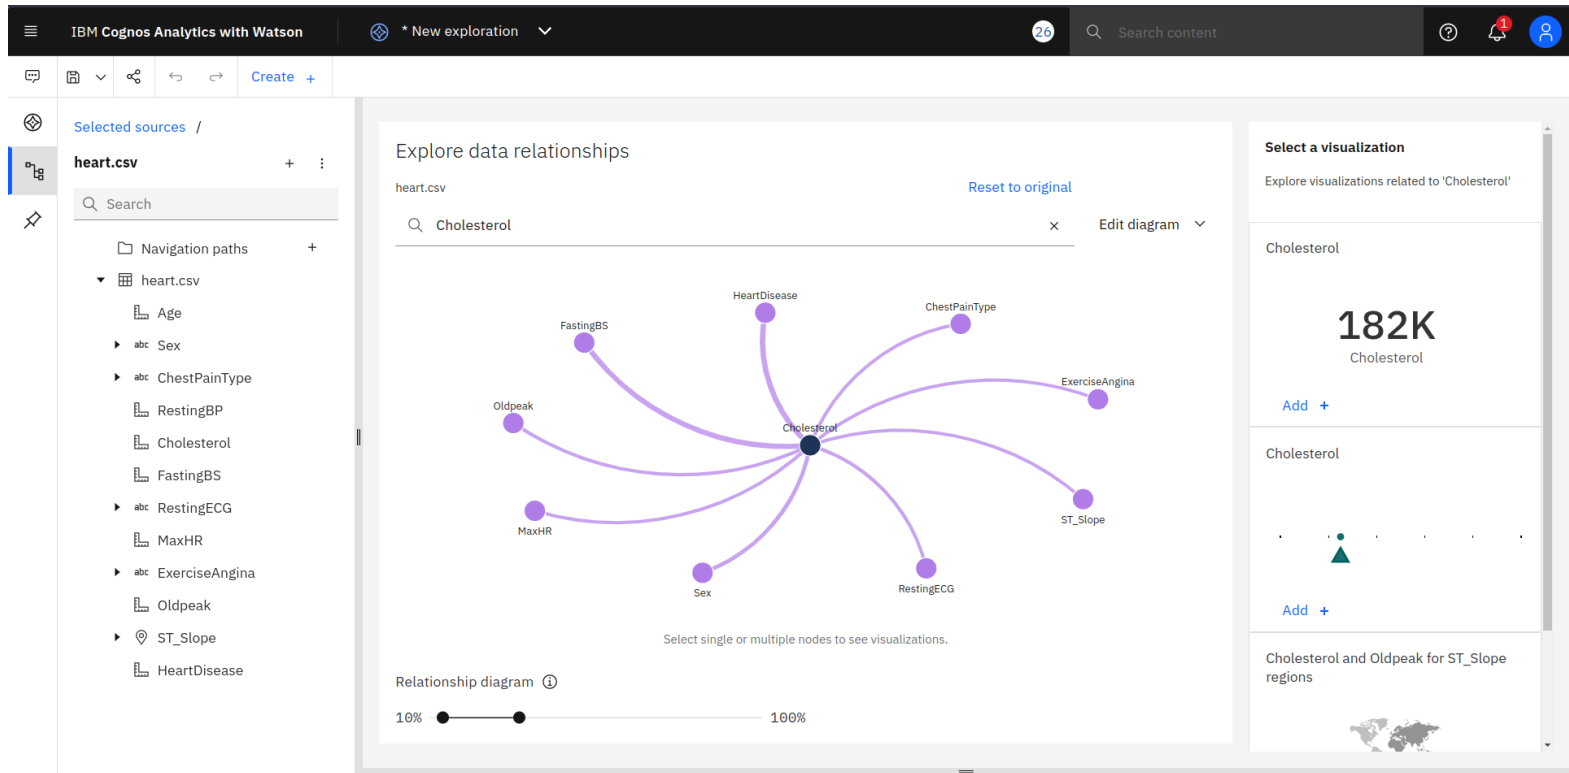 IBM Cognos Analytics with Watson
* New exploration
26
Search content
1
Create +
Selected sources /
heart.csv
Search
Navigation paths
heart.csv
Age
abc Sex
abc ChestPainType
RestingBP
Cholesterol
FastingBS
abc RestingECG
MaxHR
abc ExerciseAngina
Oldpeak
ST_Slope
HeartDisease
Explore data relationships
heart.csv
Reset to original
Cholesterol
Edit diagram
HeartDisease
ChestPainType
FastingBS
ExerciseAngina
Oldpeak
Cholesterol
ST_Slope
MaxHR
RestingECG
Sex
Select single or multiple nodes to see visualizations.
Relationship diagram
10%
100%
Select a visualization
Explore visualizations related to 'Cholesterol'
Cholesterol
182K
Cholesterol
Add +
Cholesterol
Add +
Cholesterol and Oldpeak for ST_Slope
regions